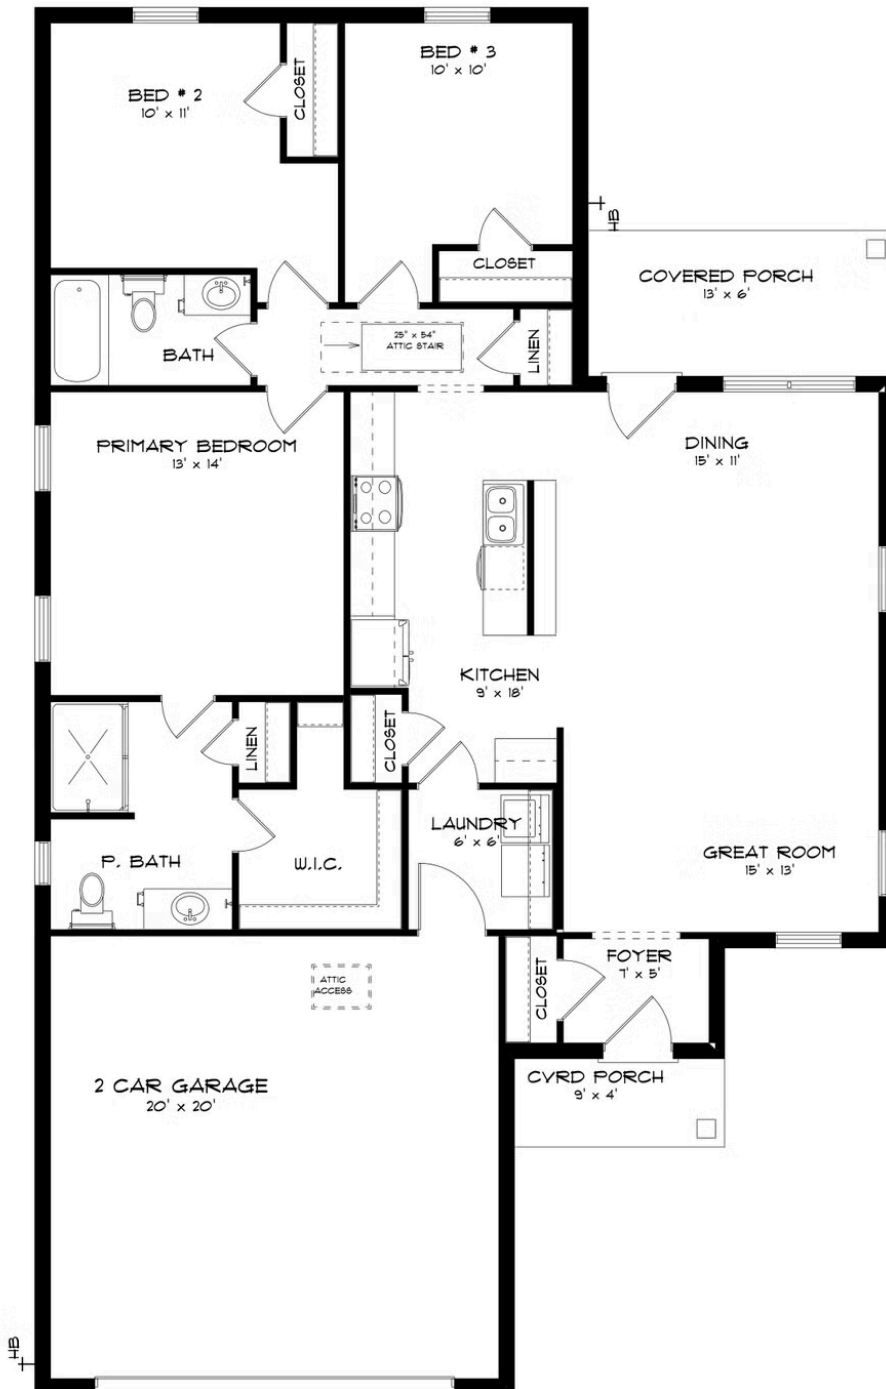 BED # 2
10' x 11'
CLOSET
BED # 3
10' x 10'
CLOSET
HB
COVERED PORCH
13' x 6'
BATH
25" x 54"
ATTIC STAIR
LINEN
PRIMARY BEDROOM
13' x 14'
DINING
15' x 11'
KITCHEN
9' x 18'
LINEN
CLOSET
P. BATH
W.I.C.
LAUNDRY
6' x 6'
GREAT ROOM
15' x 13'
ATTIC
ACCESS
CLOSET
FOYER
7' x 5'
2 CAR GARAGE
20' x 20'
CVRD PORCH
9' x 4'
HB